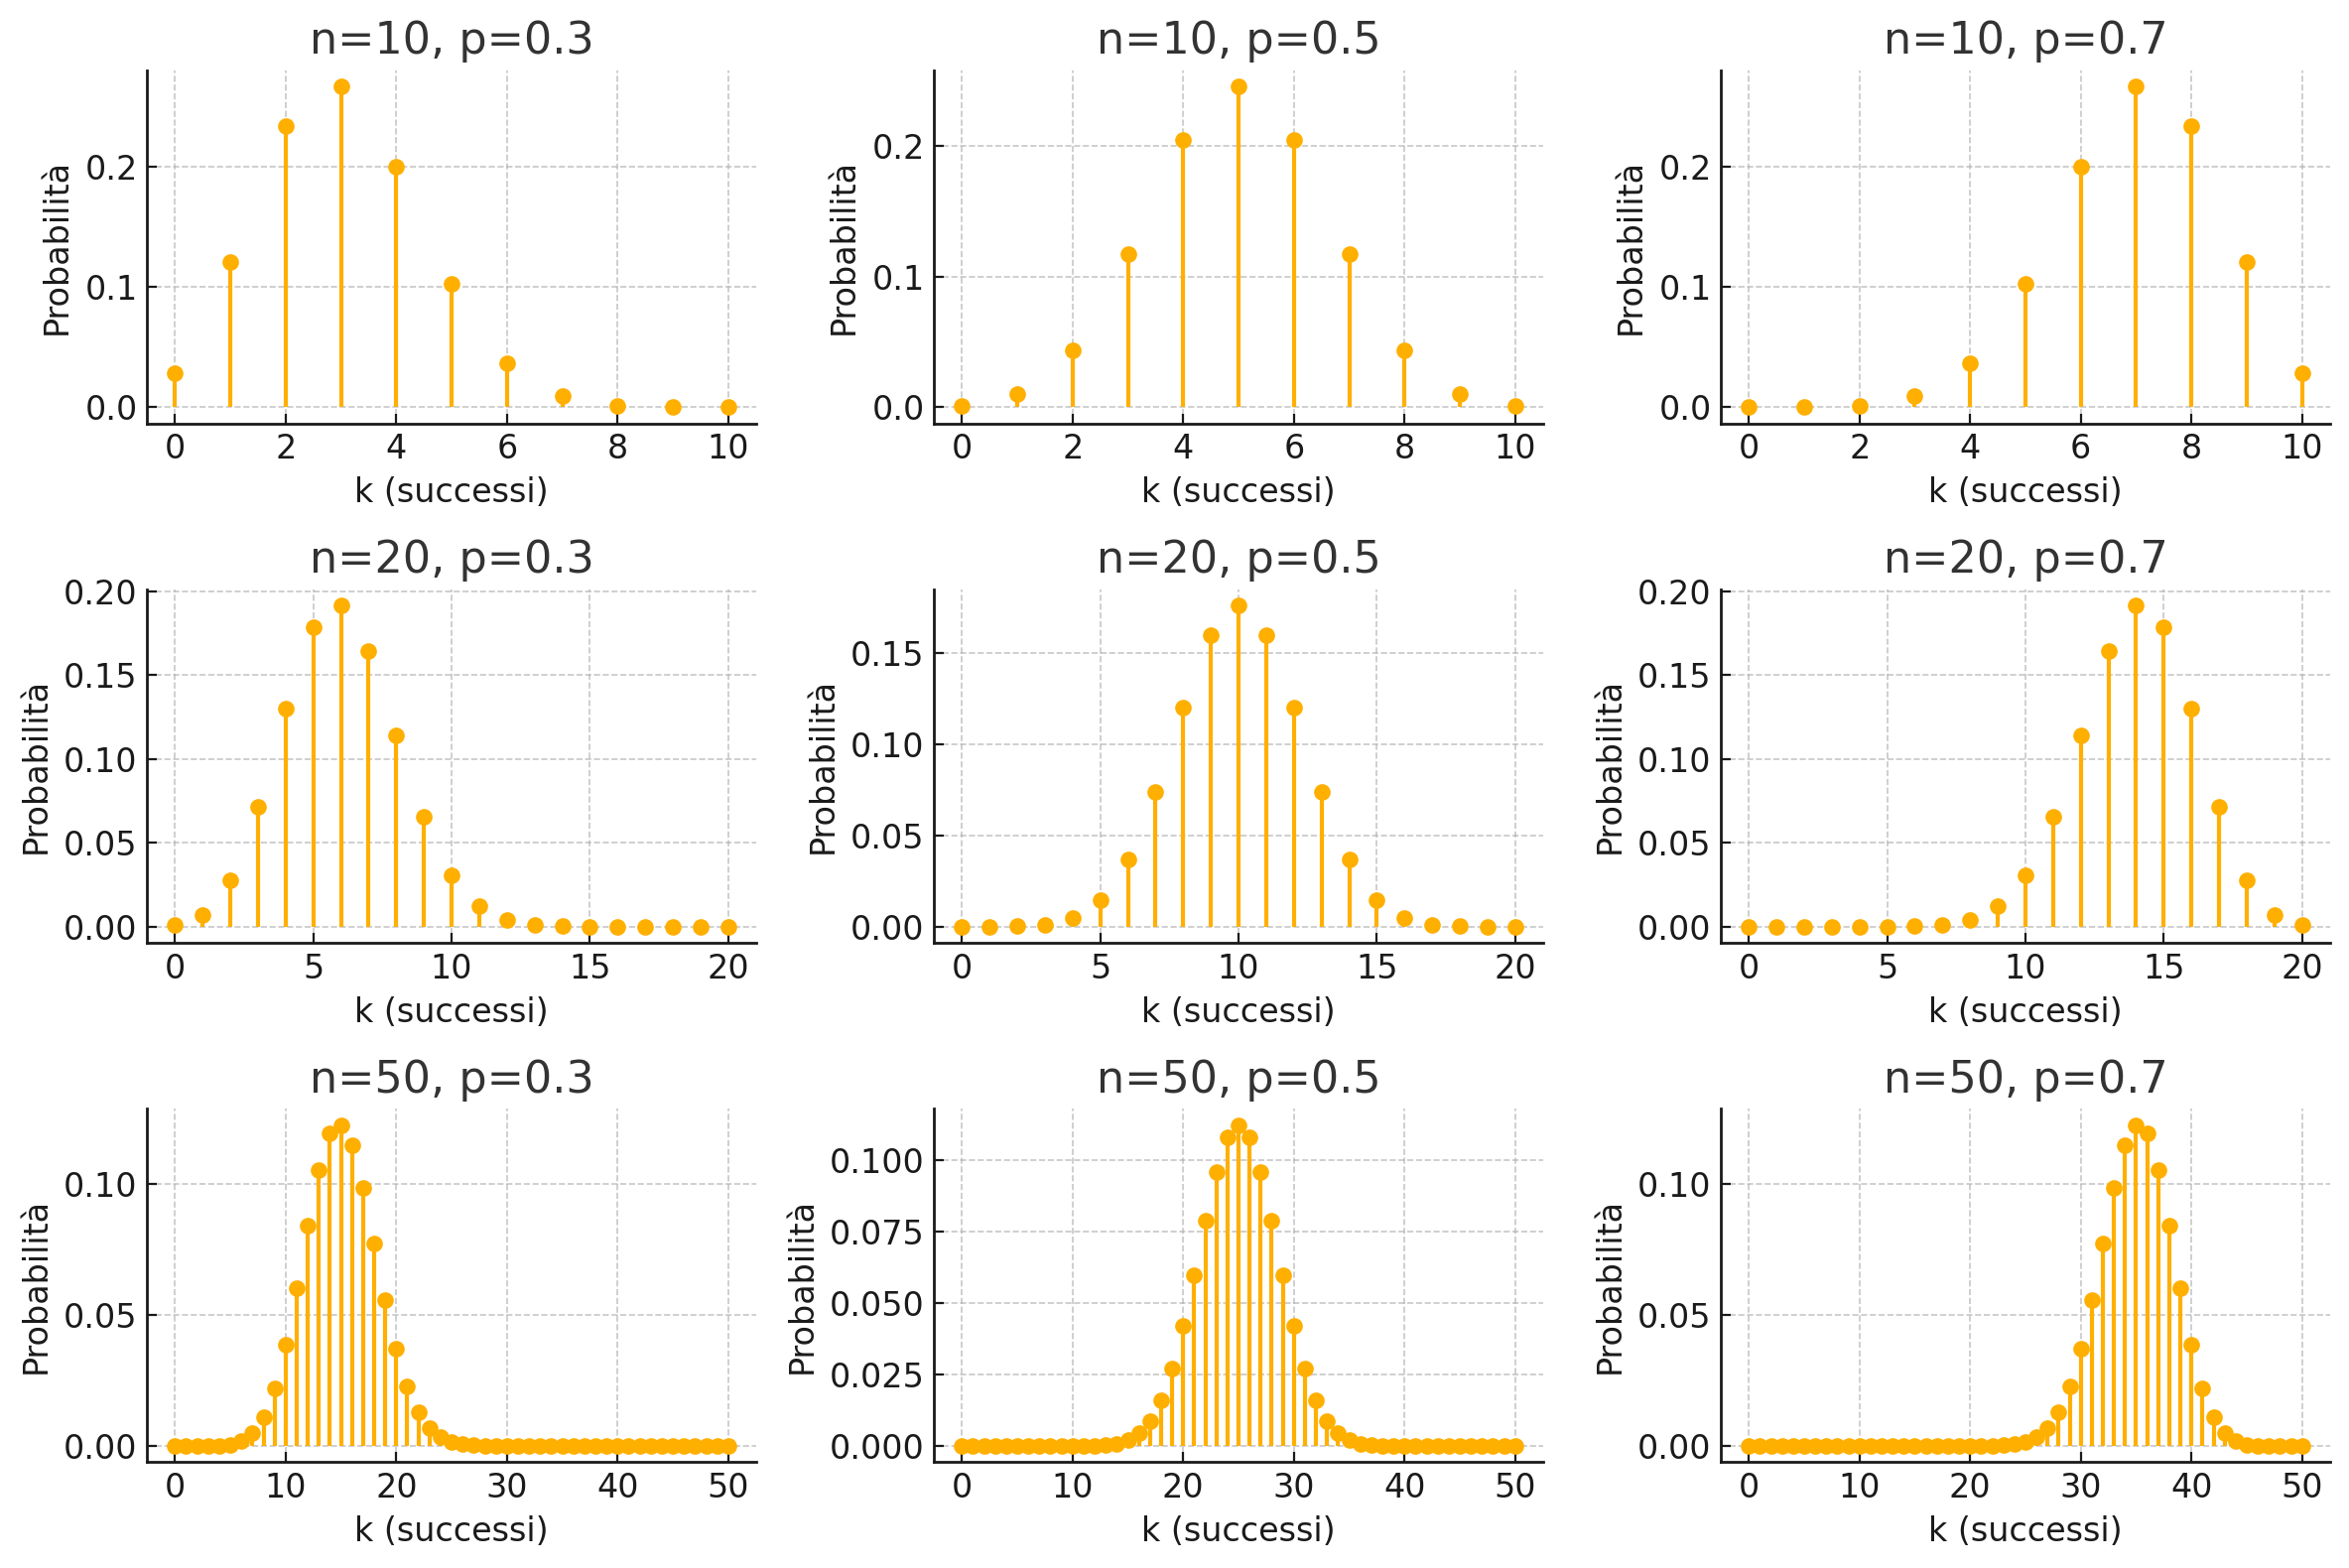 n=10, p=0.3
n=10, p=0.5
n=10, p=0.7
Probabilità
0.2
0.1
0.0
0 2 4 6 8 10
k (successi)
Probabilità
0.2
0.1
0.0
0 2 4 6 8 10
k (successi)
Probabilità
0.2
0.1
0.0
0 2 4 6 8 10
k (successi)
n=20, p=0.3
n=20, p=0.5
n=20, p=0.7
Probabilità
0.20
0.15
0.10
0.05
0.00
0 5 10 15 20
k (successi)
Probabilità
0.15
0.10
0.05
0.00
0 5 10 15 20
k (successi)
Probabilità
0.20
0.15
0.10
0.05
0.00
0 5 10 15 20
k (successi)
n=50, p=0.3
n=50, p=0.5
n=50, p=0.7
Probabilità
0.10
0.05
0.00
0 10 20 30 40 50
k (successi)
Probabilità
0.100
0.075
0.050
0.025
0.000
0 10 20 30 40 50
k (successi)
Probabilità
0.10
0.05
0.00
0 10 20 30 40 50
k (successi)